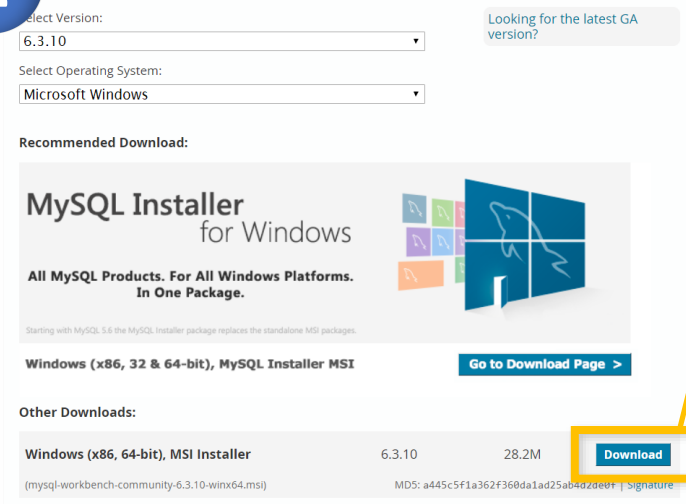 Select Version:
Looking for the latest GA
version?
6.3.10
Select Operating System:
Microsoft Windows
Recommended Download:
MySQL Installer
for Windows
All MySQL Products. For All Windows Platforms.
In One Package.
Starting with MySQL 5.6 the MySQL Installer package replaces the standalone MSI packages.
Windows (x86, 32 & 64-bit), MySQL Installer MSI
Go to Download Page >
Other Downloads:
Windows (x86, 64-bit), MSI Installer 6.3.10 28.2M Download
(mysql-workbench-community-6.3.10-winx64.msi) MD5: a445c5f1a362f360da1ad25ab4d2de0f | Signature